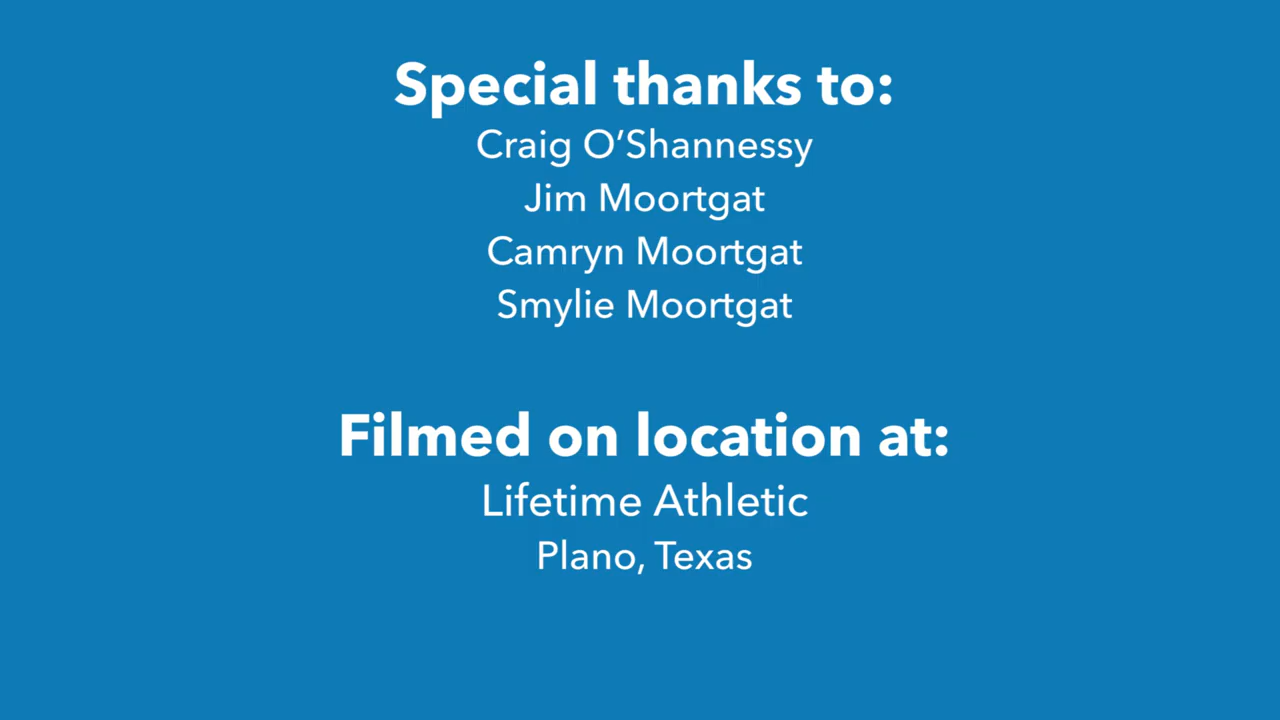 Special thanks to:
Craig O’Shannessy
Jim Moortgat
Camryn Moortgat
Smylie Moortgat
Filmed on location at:
Lifetime Athletic
Plano, Texas